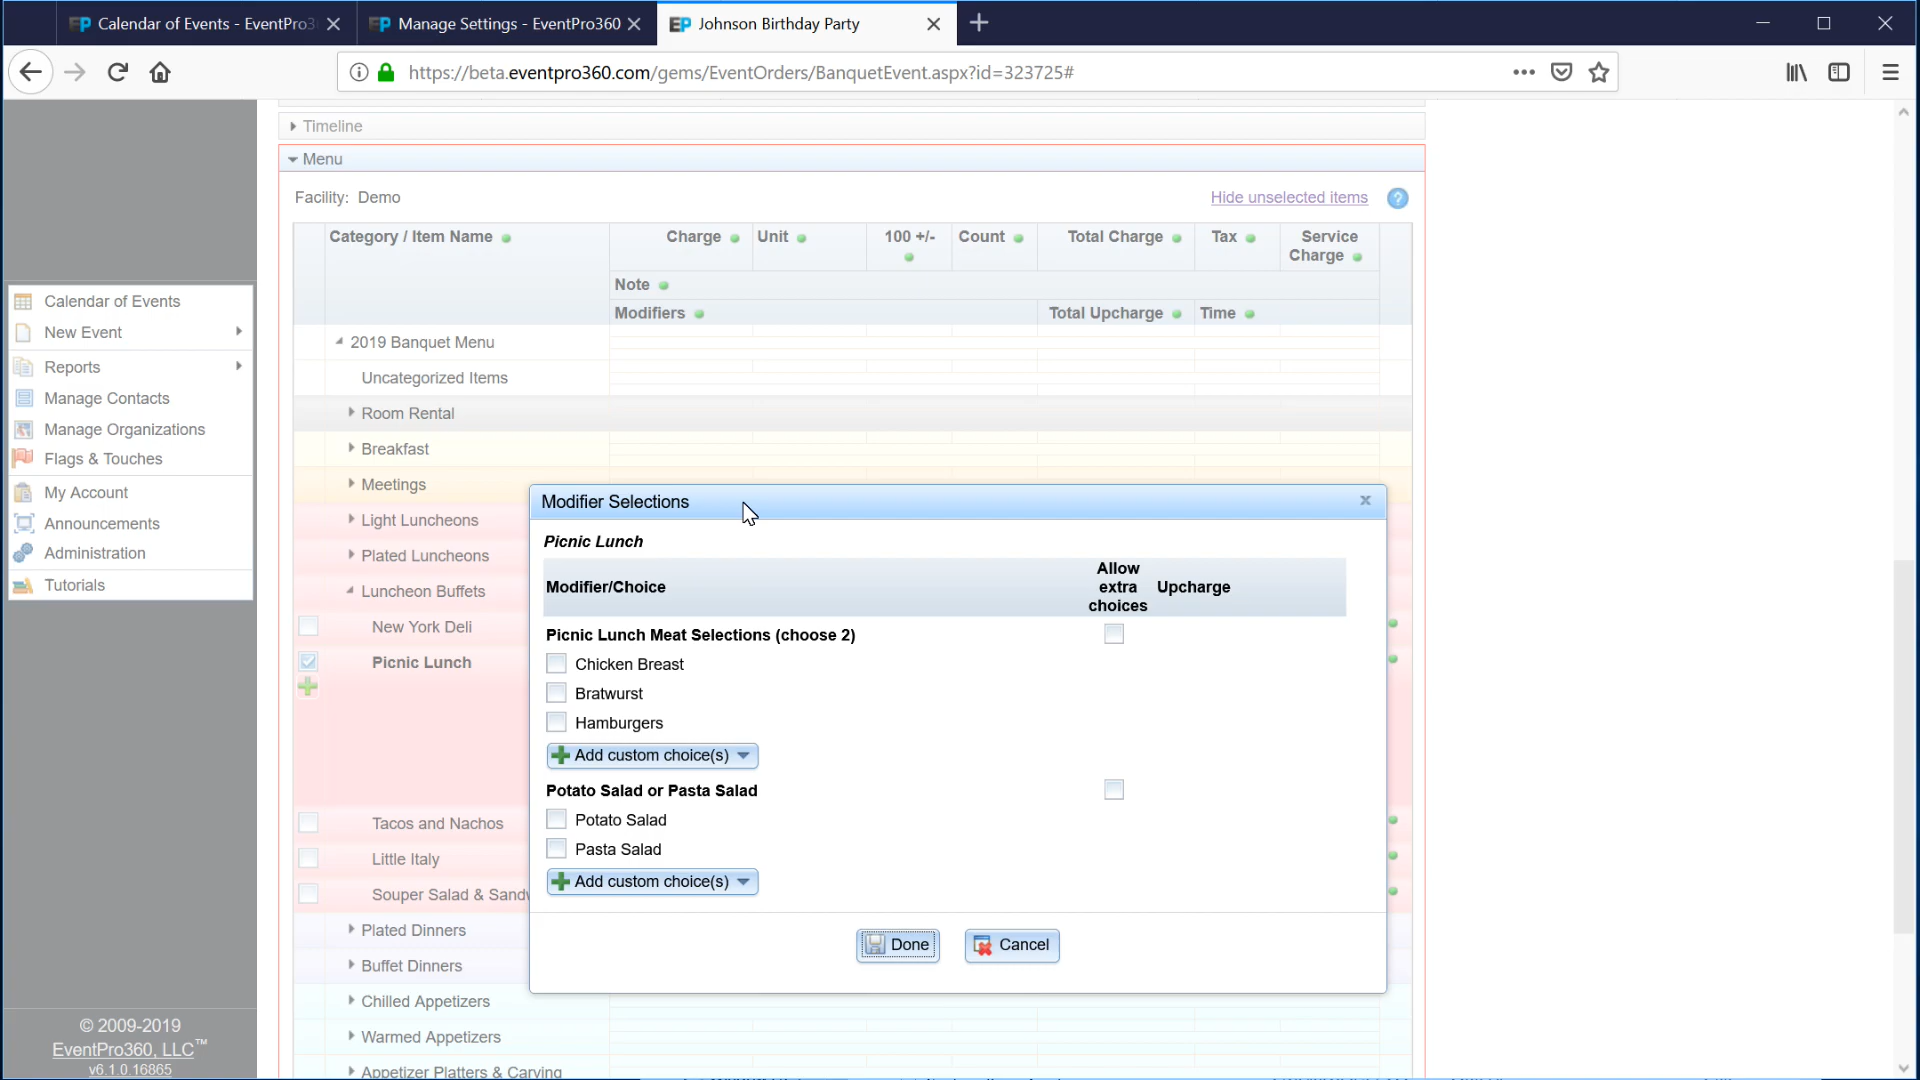 Calendar of Events - EventPro3
Manage Settings - EventPro360
Johnson Birthday Party
https://beta.eventpro360.com/gems/EventOrders/BanquetEvent.aspx?id=323725#
Timeline
Menu
Facility: Demo
Hide unselected items
Category / Item Name
Charge
Unit
100 +/-
Count
Total Charge
Tax
Service
Charge
Note
Modifiers
Total Upcharge
Time
Calendar of Events
New Event
Reports
Manage Contacts
Manage Organizations
Flags & Touches
My Account
Announcements
Administration
Tutorials
2019 Banquet Menu
Uncategorized Items
Room Rental
Breakfast
Meetings
Light Luncheons
Plated Luncheons
Luncheon Buffets
New York Deli
Picnic Lunch
Tacos and Nachos
Little Italy
Souper Salad & Sandw
Plated Dinners
Buffet Dinners
Chilled Appetizers
Warmed Appetizers
Appetizer Platters & Carving
Modifier Selections
Picnic Lunch
Modifier/Choice
Allow
extra
choices
Upcharge
Picnic Lunch Meat Selections (choose 2)
Chicken Breast
Bratwurst
Hamburgers
Add custom choice(s)
Potato Salad or Pasta Salad
Potato Salad
Pasta Salad
Add custom choice(s)
Done
Cancel
© 2009-2019
EventPro360, LLC™
v6.1.0.16865